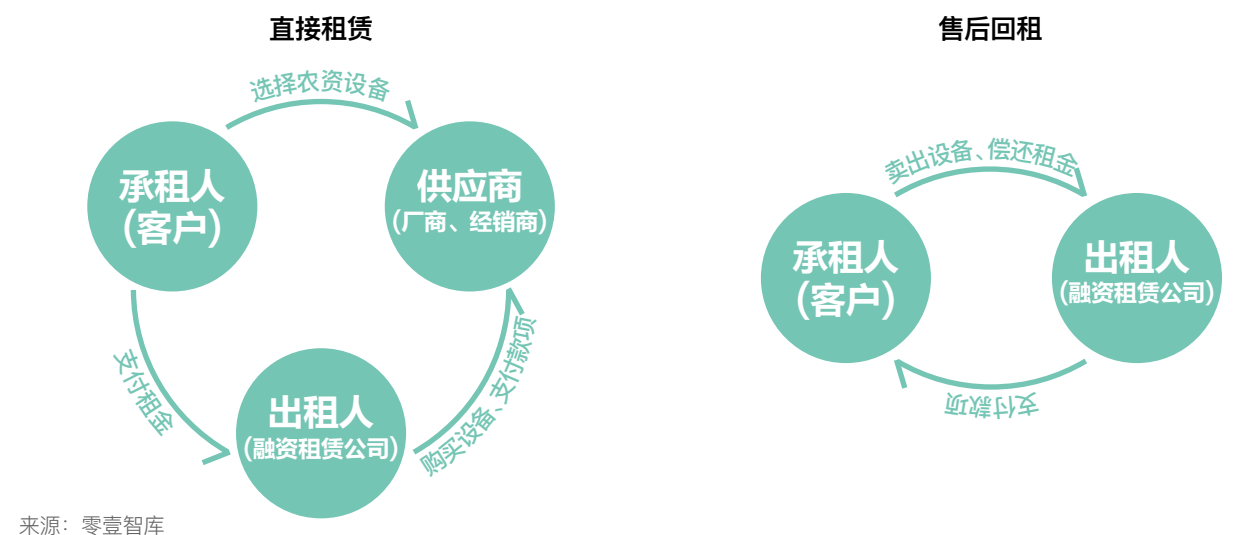 直接租赁
选择农资设备
承租人
(客户)
供应商
(厂商、经销商)
支付租金
购买设备、支付款项
出租人
(融资租赁公司)
售后回租
卖出设备、偿还租金
承租人
(客户)
出租人
(融资租赁公司)
支付款项
来源：零壹智库